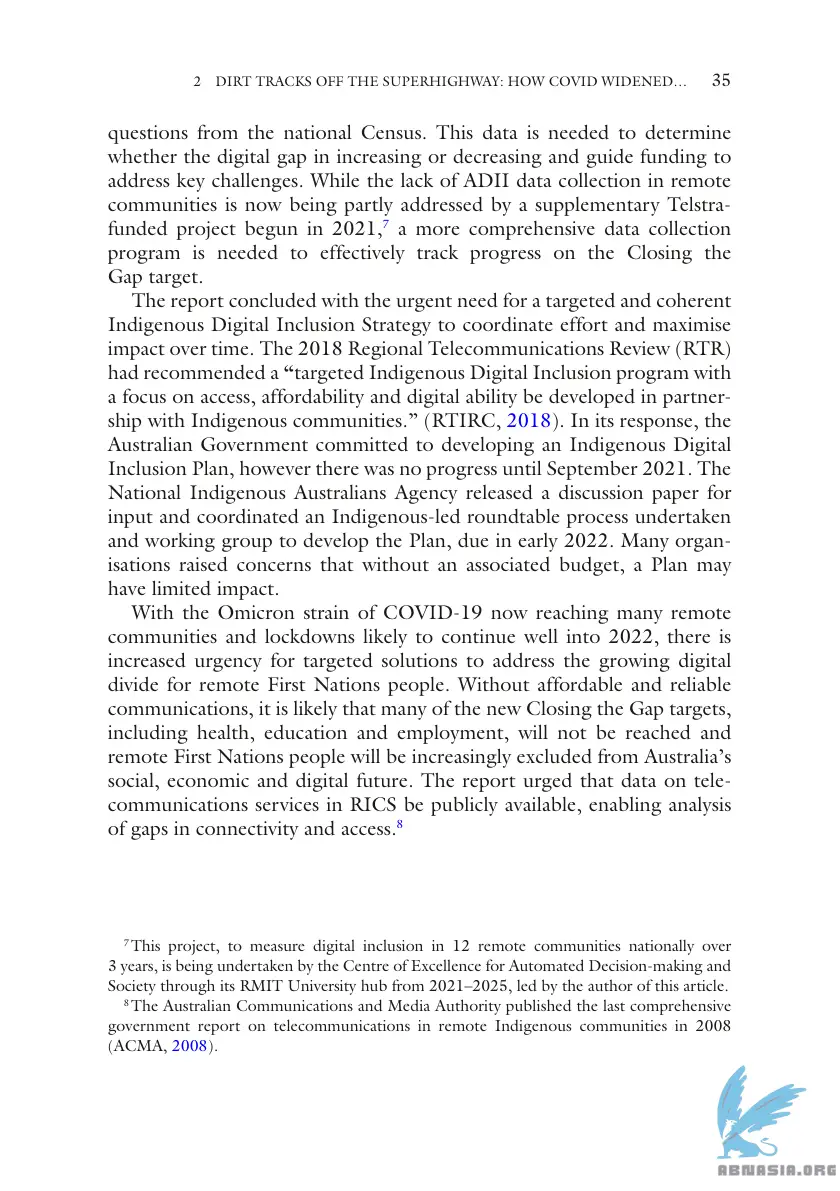 2 DIRT TRACKS OFF THE SUPERHIGHWAY: HOW COVID WIDENED… 35
questions from the national Census. This data is needed to determine
whether the digital gap in increasing or decreasing and guide funding to
address key challenges. While the lack of ADII data collection in remote
communities is now being partly addressed by a supplementary Telstra-
funded project begun in 2021,⁷ a more comprehensive data collection
program is needed to effectively track progress on the Closing the
Gap target.
The report concluded with the urgent need for a targeted and coherent
Indigenous Digital Inclusion Strategy to coordinate effort and maximise
impact over time. The 2018 Regional Telecommunications Review (RTR)
had recommended a “targeted Indigenous Digital Inclusion program with
a focus on access, affordability and digital ability be developed in partner-
ship with Indigenous communities.” (RTIRC, 2018). In its response, the
Australian Government committed to developing an Indigenous Digital
Inclusion Plan, however there was no progress until September 2021. The
National Indigenous Australians Agency released a discussion paper for
input and coordinated an Indigenous-led roundtable process undertaken
and working group to develop the Plan, due in early 2022. Many organ-
isations raised concerns that without an associated budget, a Plan may
have limited impact.
With the Omicron strain of COVID-19 now reaching many remote
communities and lockdowns likely to continue well into 2022, there is
increased urgency for targeted solutions to address the growing digital
divide for remote First Nations people. Without affordable and reliable
communications, it is likely that many of the new Closing the Gap targets,
including health, education and employment, will not be reached and
remote First Nations people will be increasingly excluded from Australia’s
social, economic and digital future. The report urged that data on tele-
communications services in RICS be publicly available, enabling analysis
of gaps in connectivity and access.⁸
⁷This project, to measure digital inclusion in 12 remote communities nationally over
3 years, is being undertaken by the Centre of Excellence for Automated Decision-making and
Society through its RMIT University hub from 2021–2025, led by the author of this article.
⁸The Australian Communications and Media Authority published the last comprehensive
government report on telecommunications in remote Indigenous communities in 2008
(ACMA, 2008).
ABNASIA.ORG